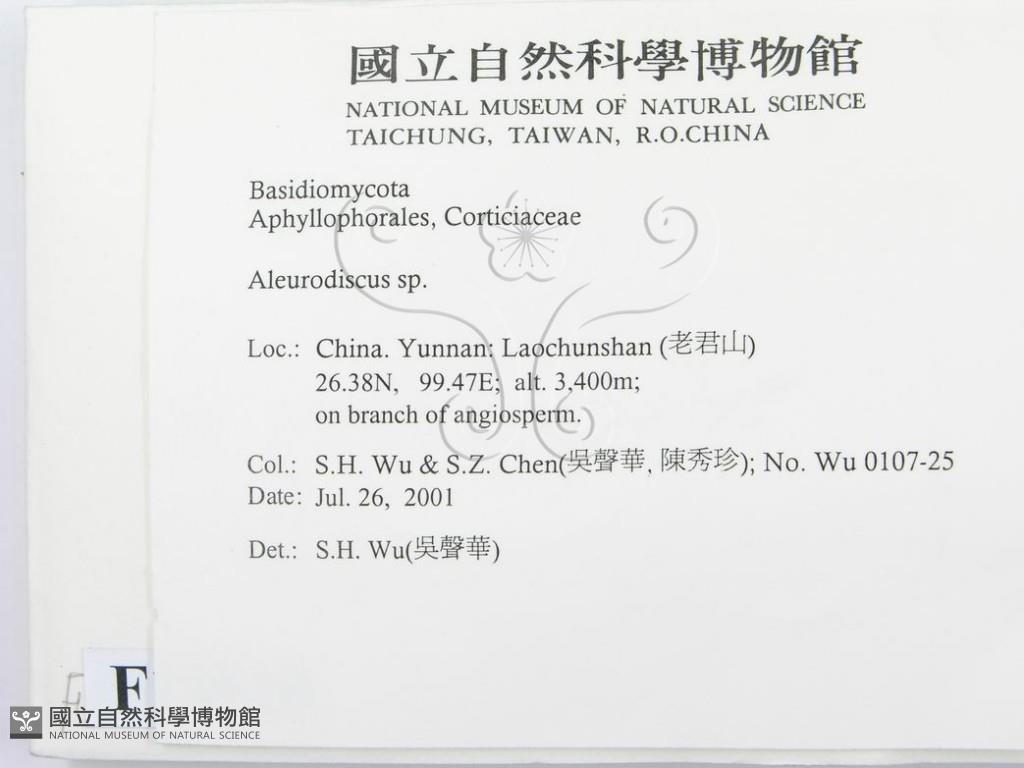 國立自然科學博物館
NATIONAL MUSEUM OF NATURAL SCIENCE
TAICHUNG, TAIWAN, R.O.CHINA
Basidiomycota
Aphyllophorales, Corticiaceae
Aleurodiscus sp.
Loc.: China. Yunnan: Laochunshan (老君山)
26.38N, 99.47E; alt. 3,400m;
on branch of angiosperm.
Col.: S.H. Wu & S.Z. Chen(吳聲華, 陳秀珍); No. Wu 0107-25
Date: Jul. 26, 2001
Det.: S.H. Wu(吳聲華)
F
國立自然科學博物館
NATIONAL MUSEUM OF NATURAL SCIENCE